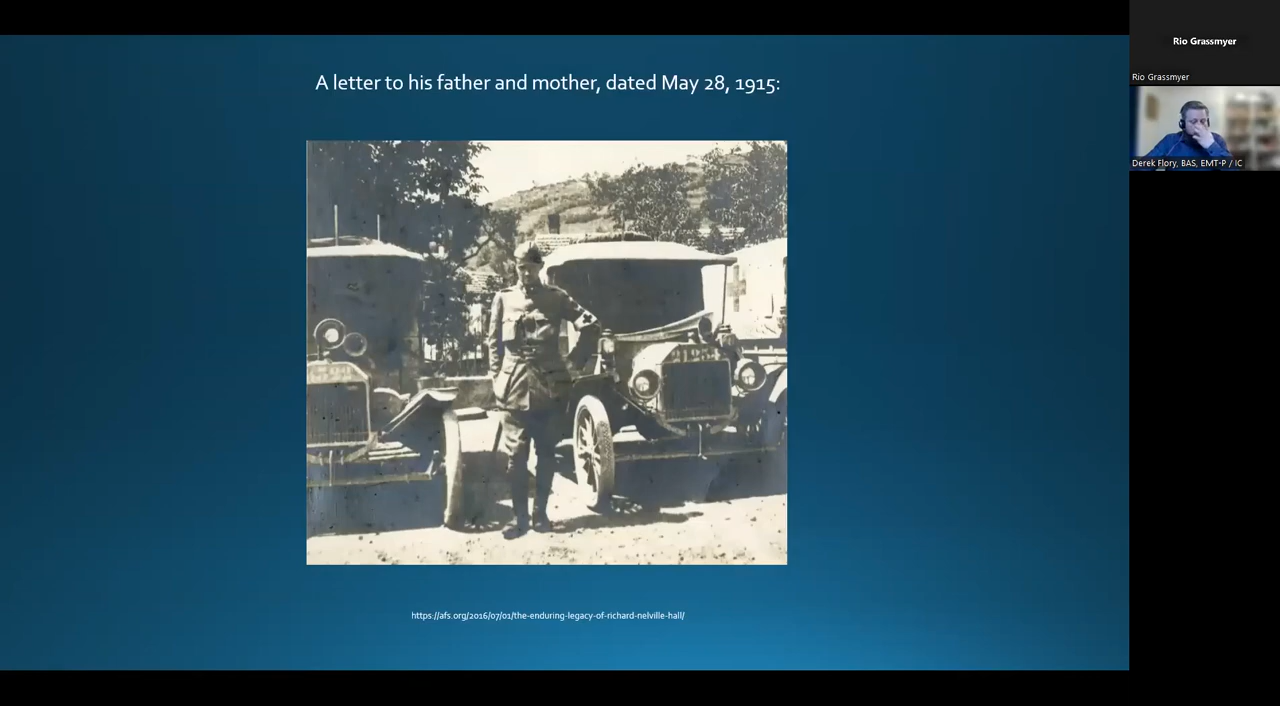 A letter to his father and mother, dated May 28, 1915:
https://afs.org/2016/07/01/the-enduring-legacy-of-richard-nelville-hall/
Rio Grassmyer
Rio Grassmyer
Derek Flory, BAS, EMT-P / IC